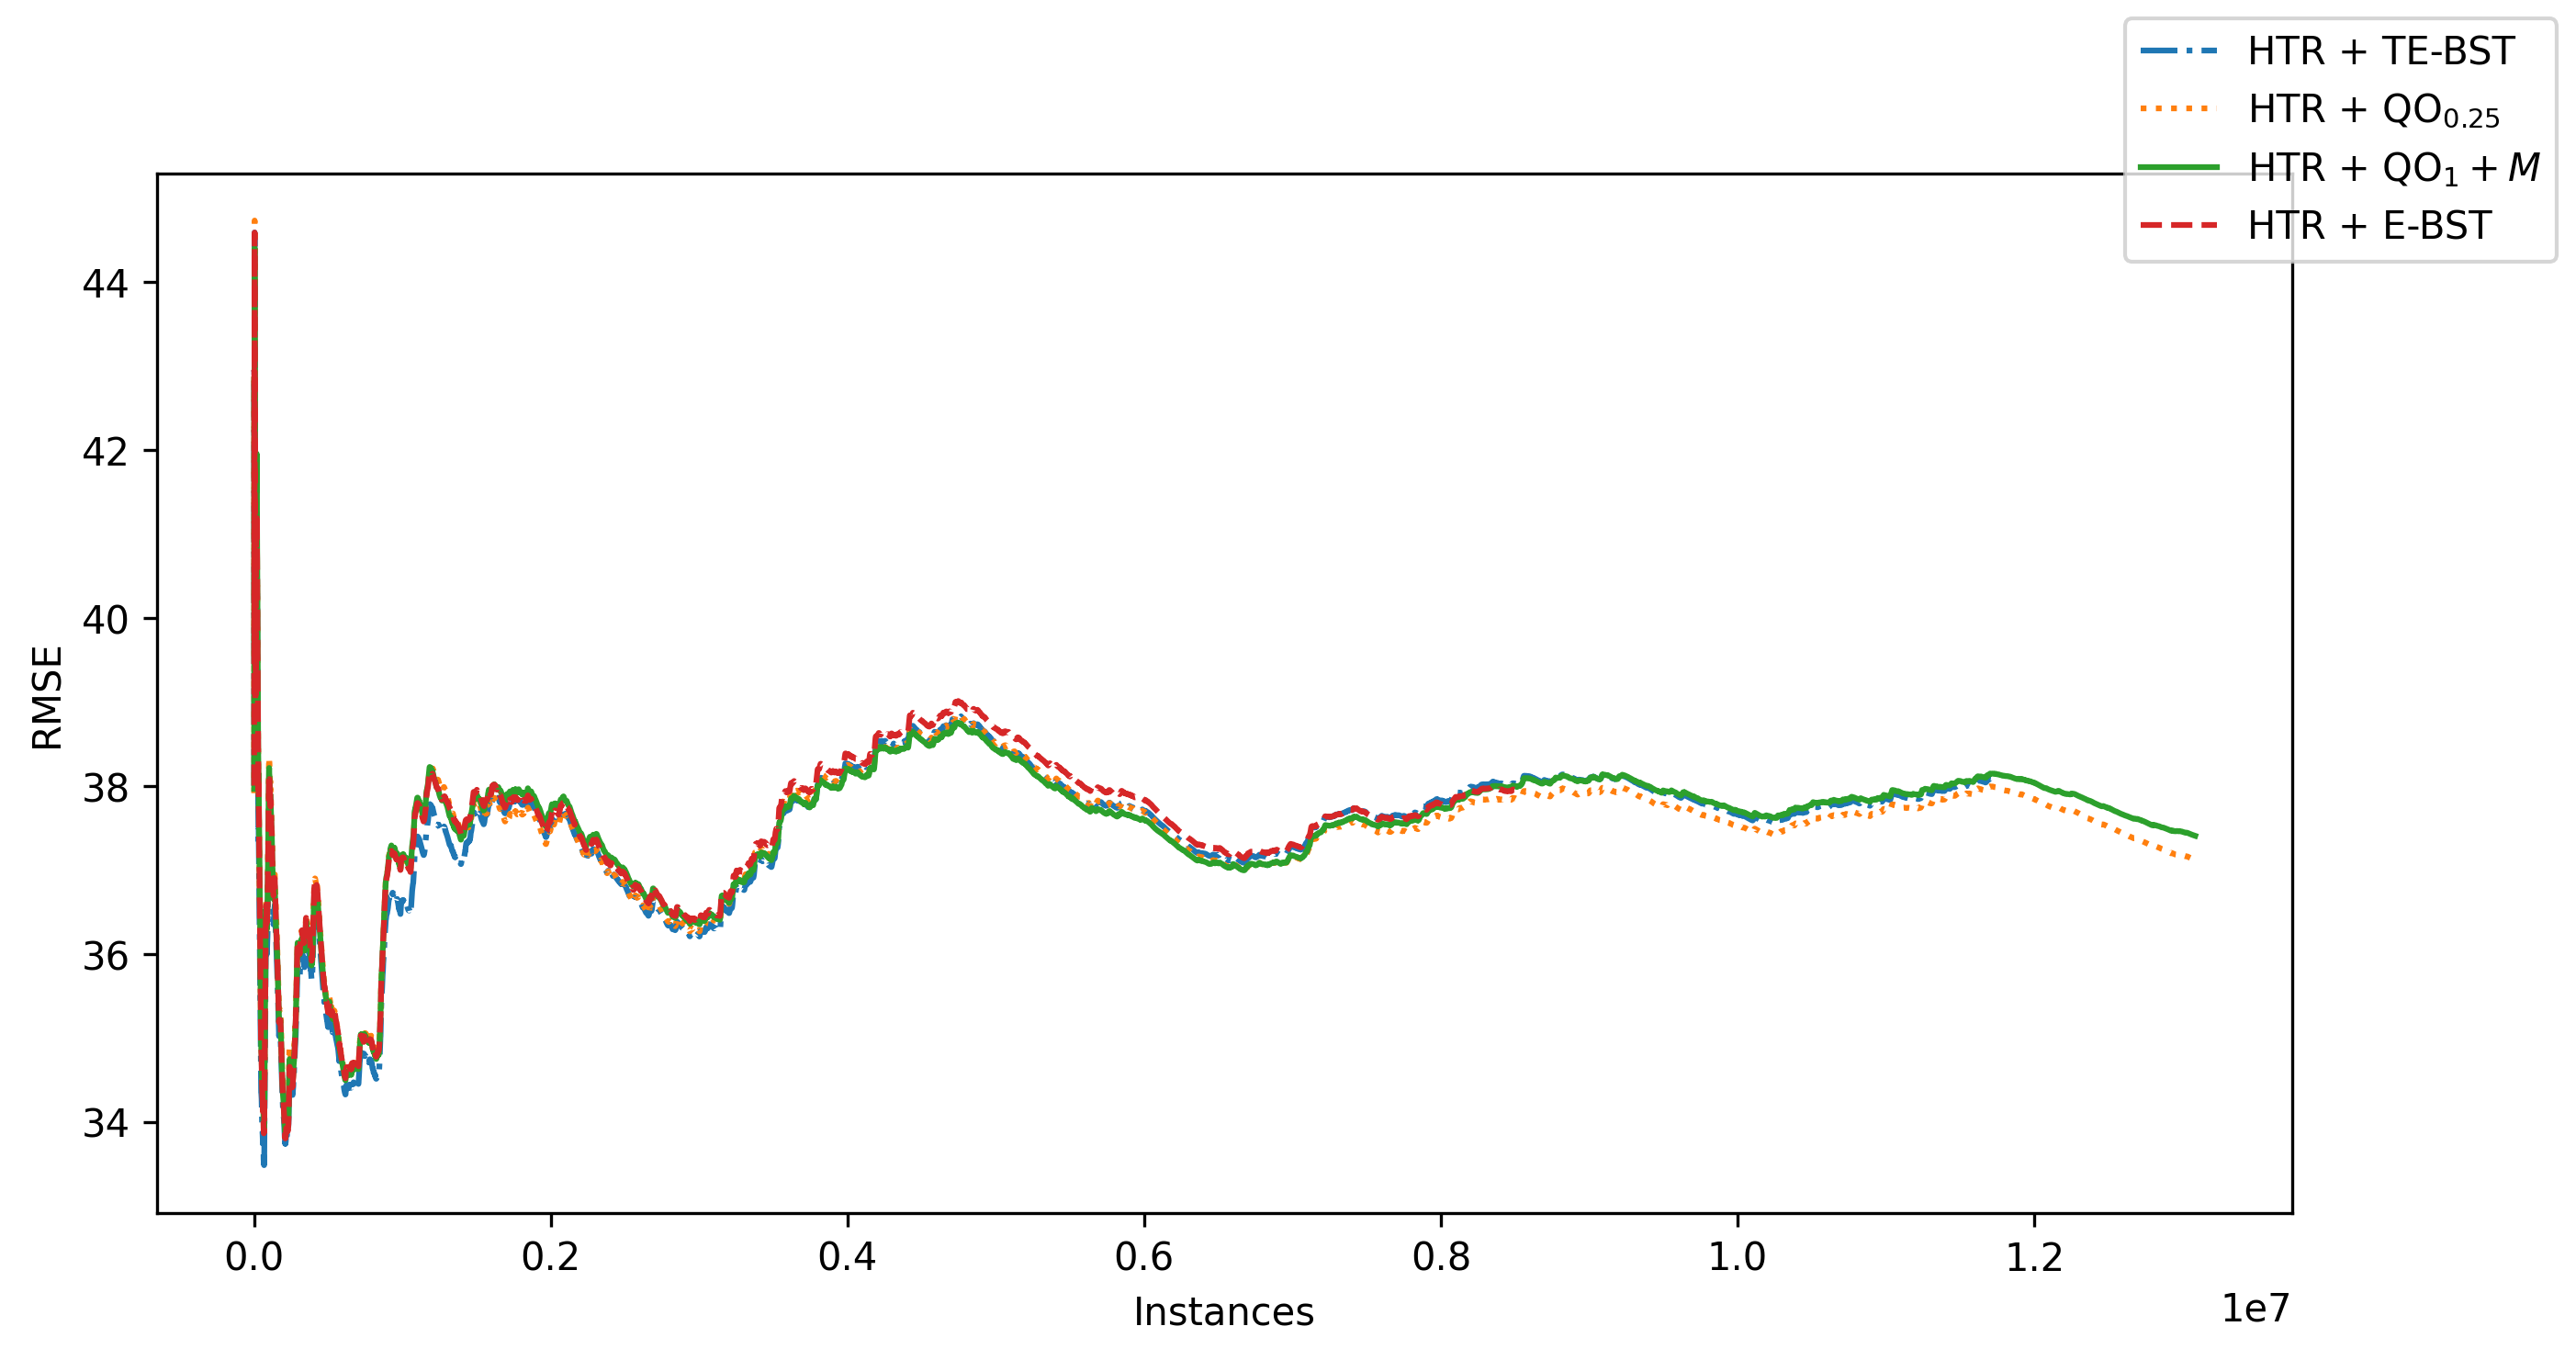 HTR + TE-BST
HTR + QO0.25
HTR + QO1 + M
HTR + E-BST
44
42
40
38
36
34
RMSE
0.0 0.2 0.4 0.6 0.8 1.0 1.2
1e7
Instances